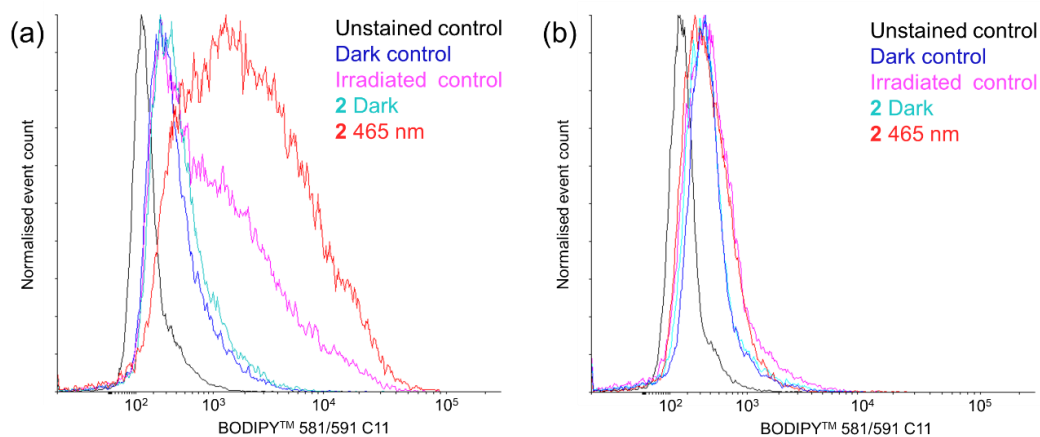 (a)
Unstained control
Dark control
Irradiated control
2 Dark
2 465 nm
Normalised event count
10² 10³ 10⁴ 10⁵
BODIPY™ 581/591 C11
(b)
Unstained control
Dark control
Irradiated control
2 Dark
2 465 nm
Normalised event count
10² 10³ 10⁴ 10⁵
BODIPY™ 581/591 C11